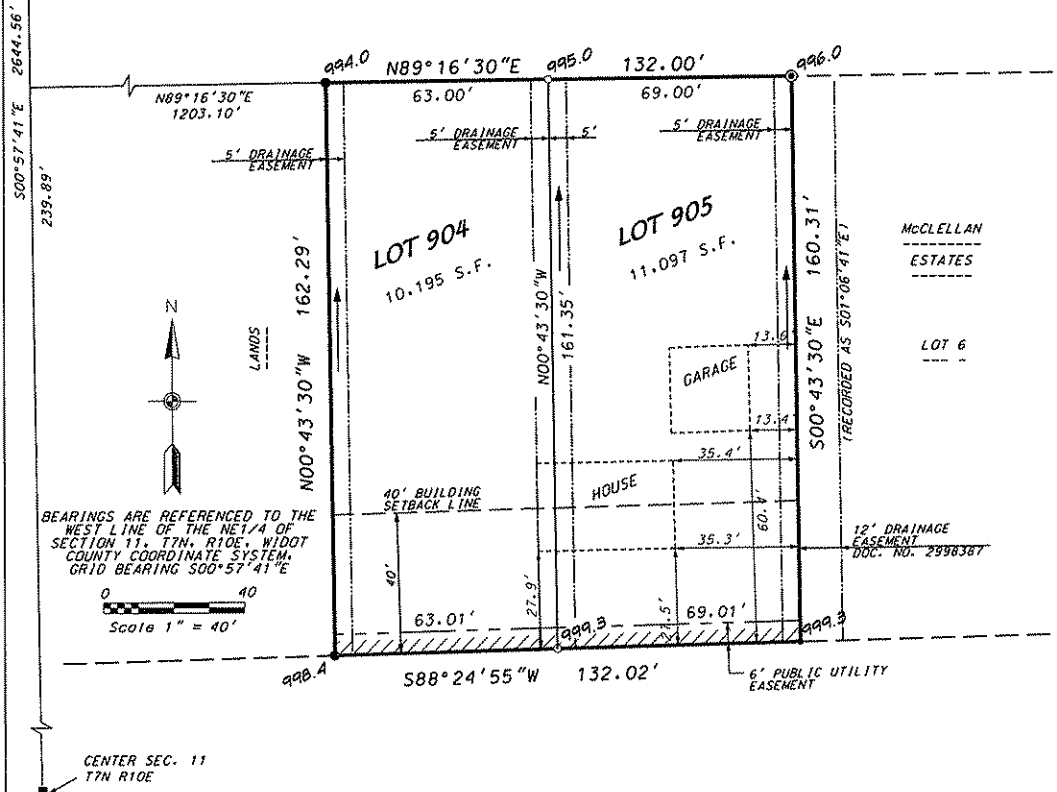 S00°57'41"E 2644.56'
239.89'
994.0
N89°16'30"E
995.0
132.00'
996.0
N89°16'30"E
1203.10'
63.00'
69.00'
5' DRAINAGE
EASEMENT
5' DRAINAGE
EASEMENT
5'
5' DRAINAGE
EASEMENT
LOT 904
10.195 S.F.
LOT 905
11.097 S.F.
N00°43'30"W 162.29'
LANDS
N00°43'30"W
161.35'
S00°43'30"E 160.31'
(RECORDED AS S01°06'41"E)
McCLELLAN
ESTATES
LOT 6
N
GARAGE
13.6'
13.4'
35.4'
HOUSE
35.3'
60.4'
40' BUILDING
SETBACK LINE
40'
27.9'
27.5'
BEARINGS ARE REFERENCED TO THE
WEST LINE OF THE NE1/4 OF
SECTION 11, T7N, R10E, WIDOT
COUNTY COORDINATE SYSTEM,
GRID BEARING S00°57'41"E
0 40
Scale 1" = 40'
12' DRAINAGE
EASEMENT
DOC. NO. 2998387
63.01'
69.01'
999.3
999.3
998.4
S88°24'55"W 132.02'
6' PUBLIC UTILITY
EASEMENT
CENTER SEC. 11
T7N R10E